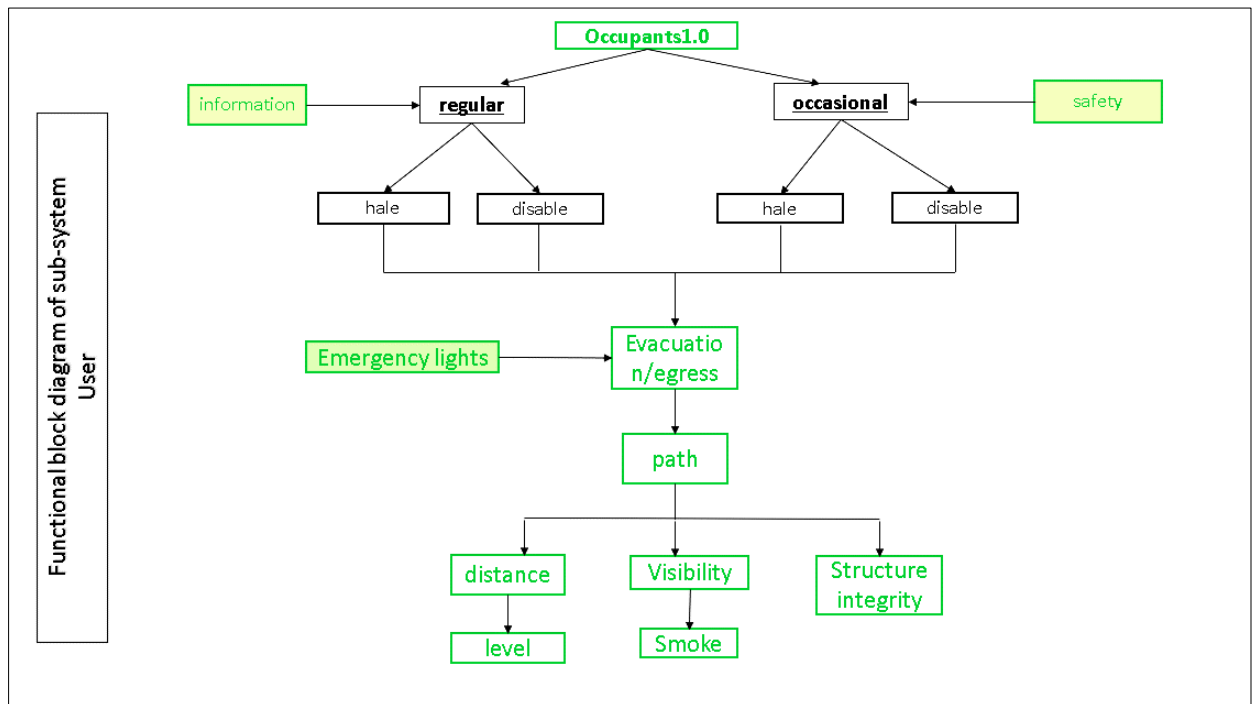 Occupants1.0
information
regular
occasional
safety
hale
disable
hale
disable
Emergency lights
Evacuatio
n/egress
path
distance
Visibility
Structure
integrity
level
Smoke
Functional block diagram of sub-system
User